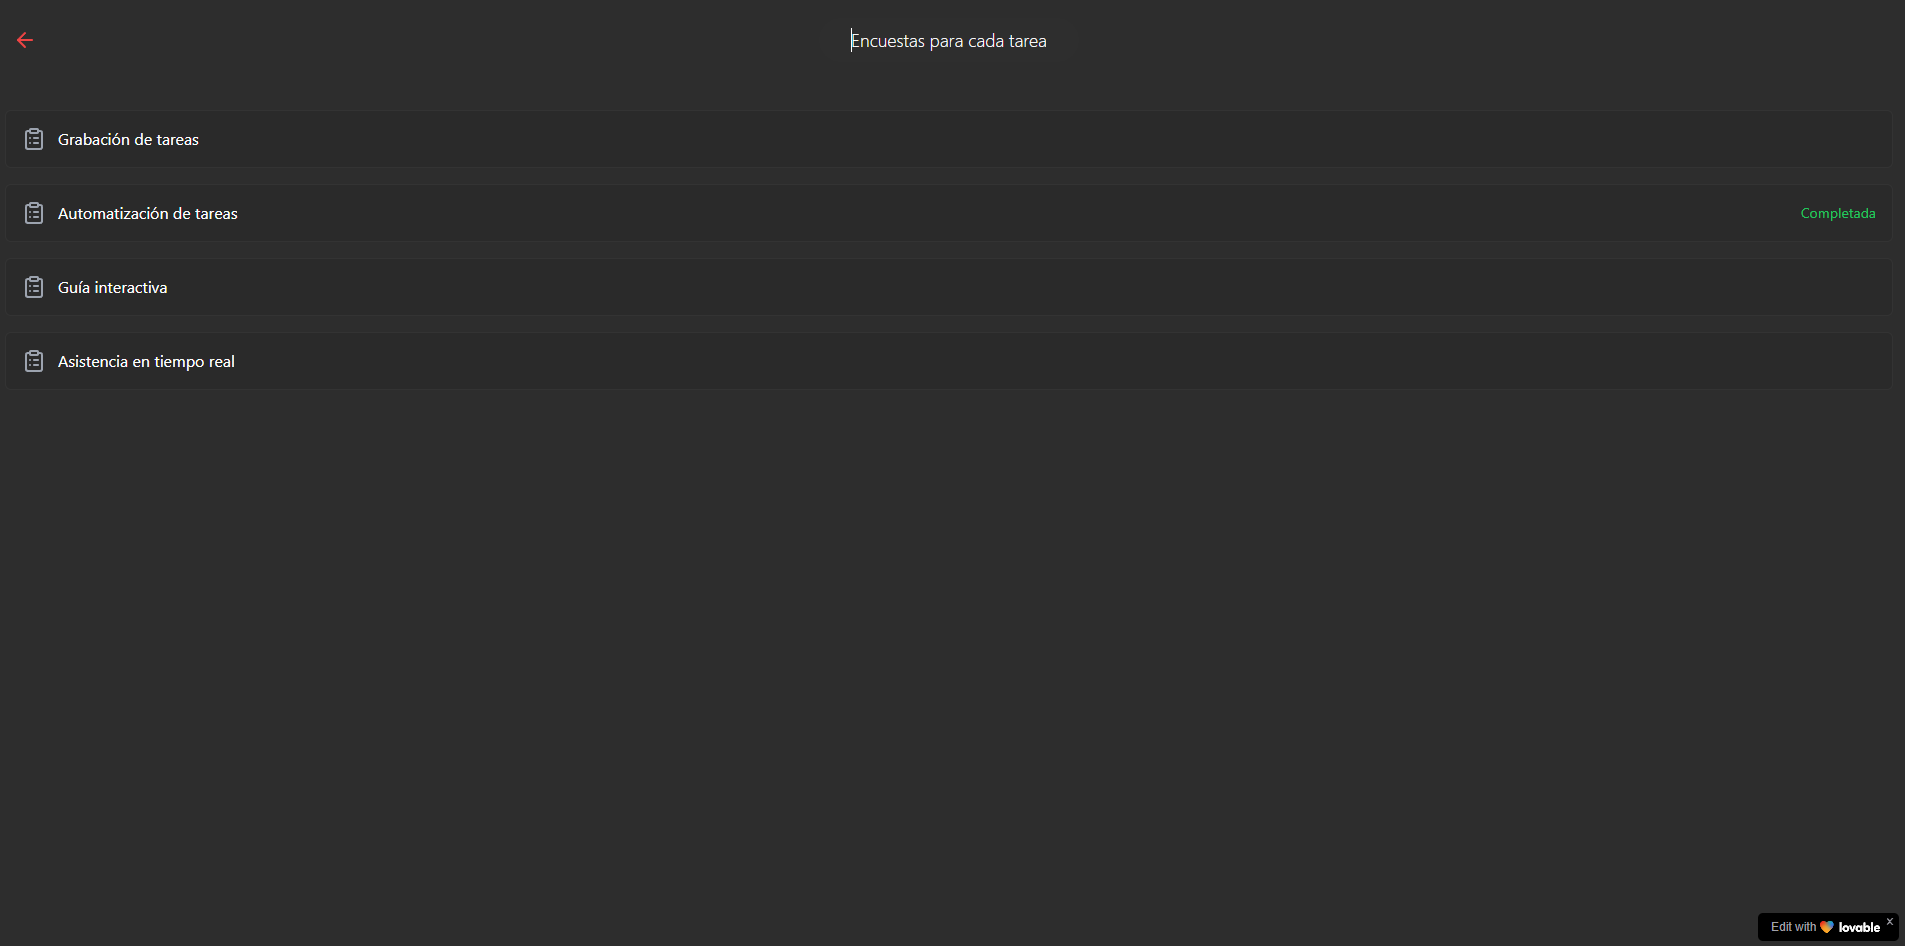 Encuestas para cada tarea
Grabación de tareas
Automatización de tareas
Completada
Guía interactiva
Asistencia en tiempo real
Edit with lovable